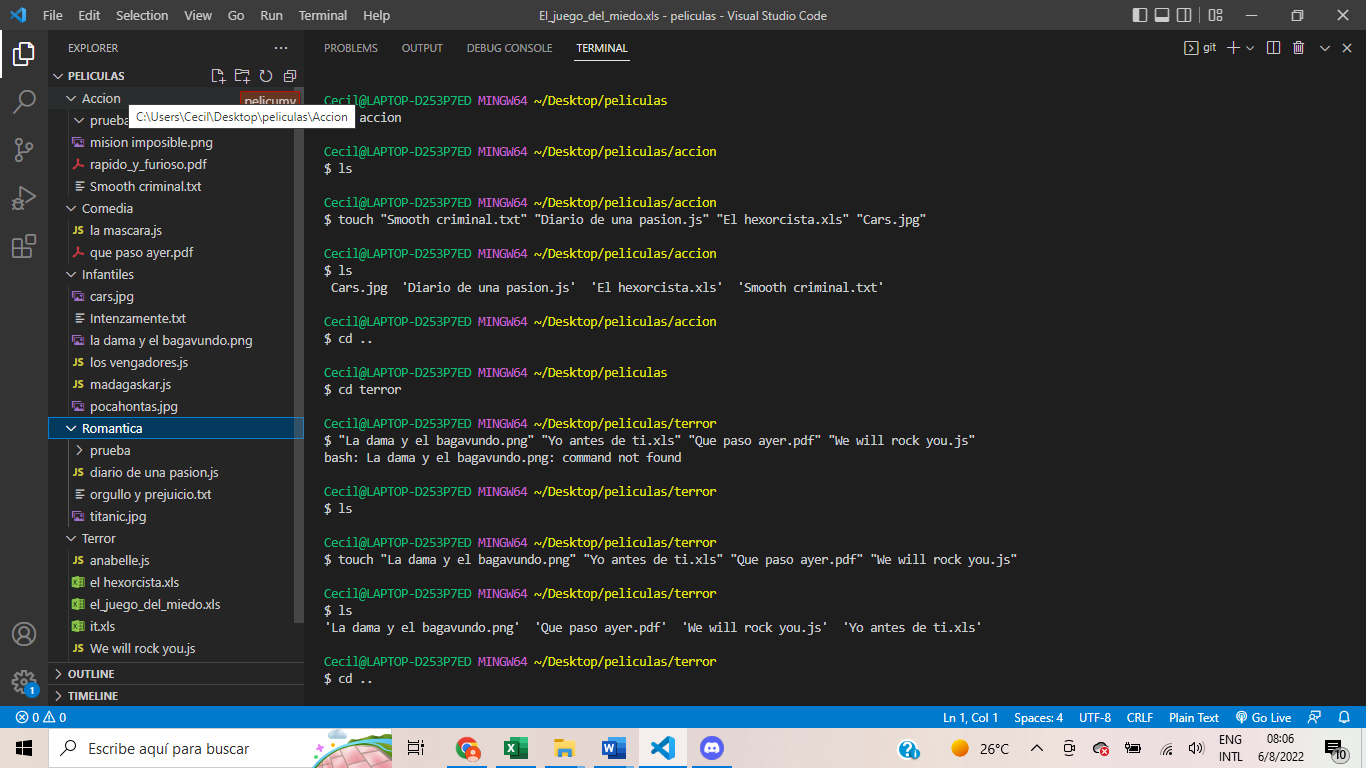 File Edit Selection View Go Run Terminal Help
El_juego_del_miedo.xls - peliculas - Visual Studio Code
EXPLORER
PELICULAS
Accion
pelicumy
C:\Users\Cecil\Desktop\peliculas\Accion
mision imposible.png
rapido_y_furioso.pdf
Smooth criminal.txt
Comedia
JS la mascara.js
que paso ayer.pdf
Infantiles
cars.jpg
Intenzamente.txt
la dama y el bagavundo.png
JS los vengadores.js
JS madagaskar.js
pocahontas.jpg
Romantica
prueba
JS diario de una pasion.js
orgullo y prejuicio.txt
titanic.jpg
Terror
JS anabelle.js
el hexorcista.xls
el_juego_del_miedo.xls
it.xls
JS We will rock you.js
OUTLINE
TIMELINE
1
PROBLEMS OUTPUT DEBUG CONSOLE TERMINAL
git
Cecil@LAPTOP-D253P7ED MINGW64 ~/Desktop/peliculas
accion
Cecil@LAPTOP-D253P7ED MINGW64 ~/Desktop/peliculas/accion
$ ls
Cecil@LAPTOP-D253P7ED MINGW64 ~/Desktop/peliculas/accion
$ touch "Smooth criminal.txt" "Diario de una pasion.js" "El hexorcista.xls" "Cars.jpg"
Cecil@LAPTOP-D253P7ED MINGW64 ~/Desktop/peliculas/accion
$ ls
Cars.jpg 'Diario de una pasion.js' 'El hexorcista.xls' 'Smooth criminal.txt'
Cecil@LAPTOP-D253P7ED MINGW64 ~/Desktop/peliculas/accion
$ cd ..
Cecil@LAPTOP-D253P7ED MINGW64 ~/Desktop/peliculas
$ cd terror
Cecil@LAPTOP-D253P7ED MINGW64 ~/Desktop/peliculas/terror
$ "La dama y el bagavundo.png" "Yo antes de ti.xls" "Que paso ayer.pdf" "We will rock you.js"
bash: La dama y el bagavundo.png: command not found
Cecil@LAPTOP-D253P7ED MINGW64 ~/Desktop/peliculas/terror
$ ls
Cecil@LAPTOP-D253P7ED MINGW64 ~/Desktop/peliculas/terror
$ touch "La dama y el bagavundo.png" "Yo antes de ti.xls" "Que paso ayer.pdf" "We will rock you.js"
Cecil@LAPTOP-D253P7ED MINGW64 ~/Desktop/peliculas/terror
$ ls
'La dama y el bagavundo.png' 'Que paso ayer.pdf' 'We will rock you.js' 'Yo antes de ti.xls'
Cecil@LAPTOP-D253P7ED MINGW64 ~/Desktop/peliculas/terror
$ cd ..
0 0
Ln 1, Col 1 Spaces: 4 UTF-8 CRLF Plain Text Go Live
Escribe aquí para buscar
26°C
ENG
INTL
08:06
6/8/2022
10